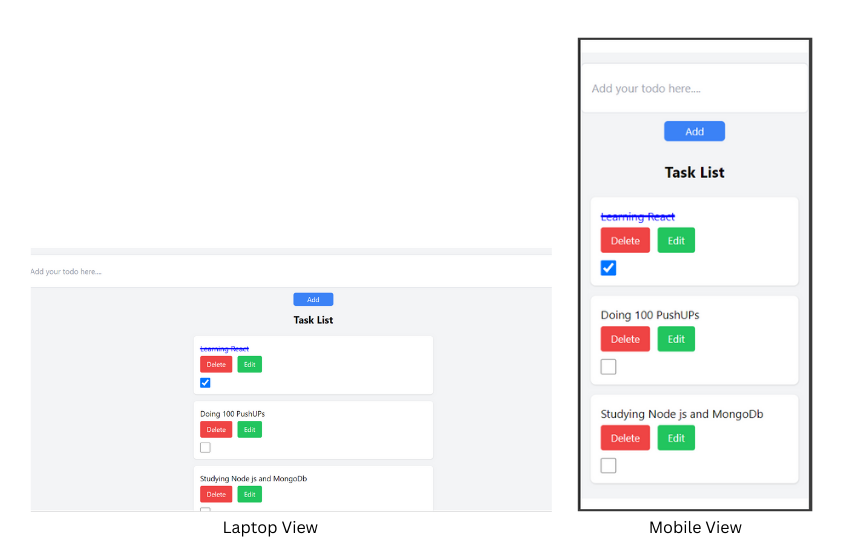 Add your todo here....
Add
Task List
Learning React
Delete Edit
Doing 100 PushUPs
Delete Edit
Studying Node js and MongoDb
Delete Edit
Laptop View
Add your todo here....
Add
Task List
Learning React
Delete Edit
Doing 100 PushUPs
Delete Edit
Studying Node js and MongoDb
Delete Edit
Mobile View